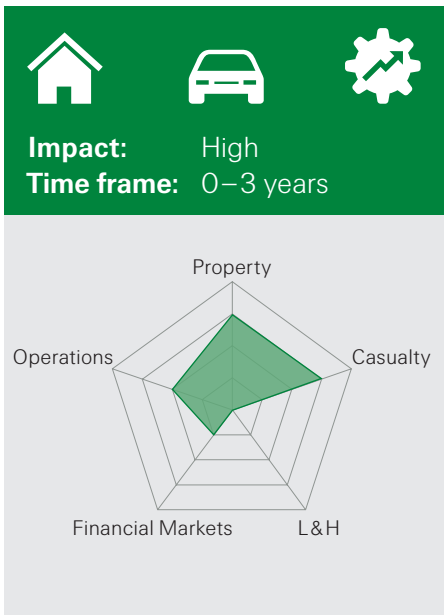 Impact: High
Time frame: 0–3 years
Property
Operations
Casualty
Financial Markets
L&H